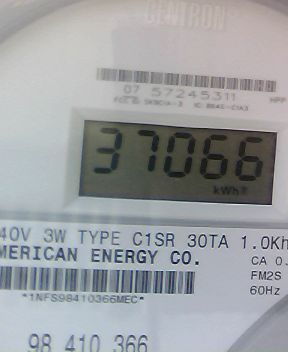 CENTRON®
07 57245311
37066
kWh
40V 3W TYPE C1SR 30TA 1.0Kh
MERICAN ENERGY CO.
CA 0.
FM2S
60Hz
*1NFS98410366MEC*
98 410 366